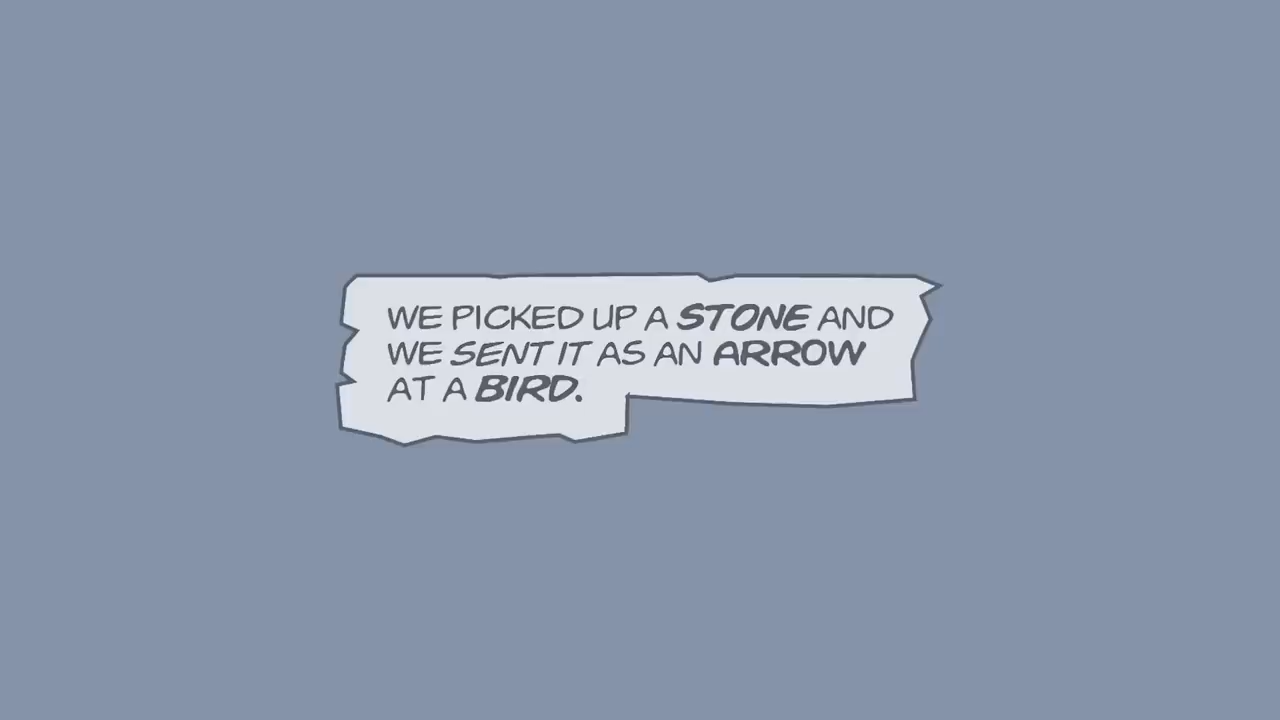 WE PICKED UP A STONE AND
WE SENT IT AS AN ARROW
AT A BIRD.